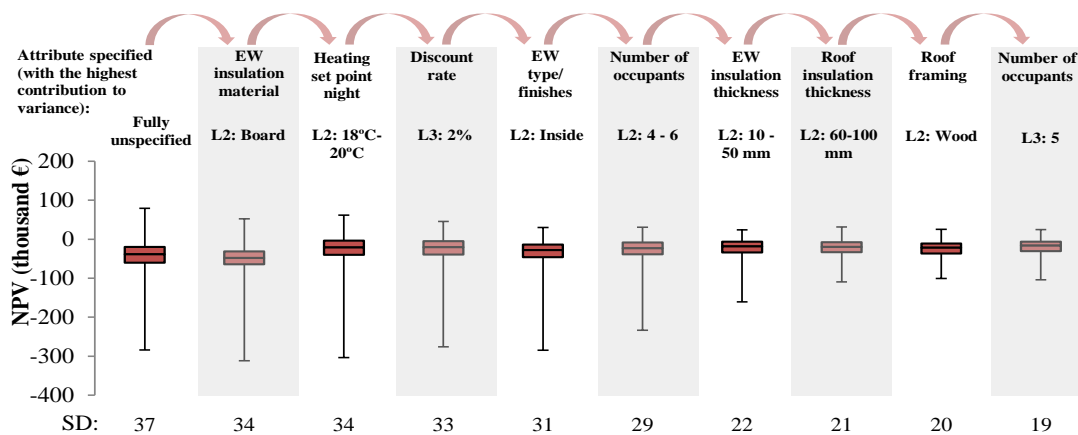 Attribute specified
(with the highest
contribution to
variance):
EW
insulation
material
Heating
set point
night
Discount
rate
EW
type/
finishes
Number of
occupants
EW
insulation
thickness
Roof
insulation
thickness
Roof
framing
Number of
occupants
Fully
unspecified
L2: Board
L2: 18ºC-
20ºC
L3: 2%
L2: Inside
L2: 4 - 6
L2: 10 -
50 mm
L2: 60-100
mm
L2: Wood
L3: 5
NPV (thousand €)
200
100
0
-100
-200
-300
-400
SD: 37 34 34 33 31 29 22 21 20 19